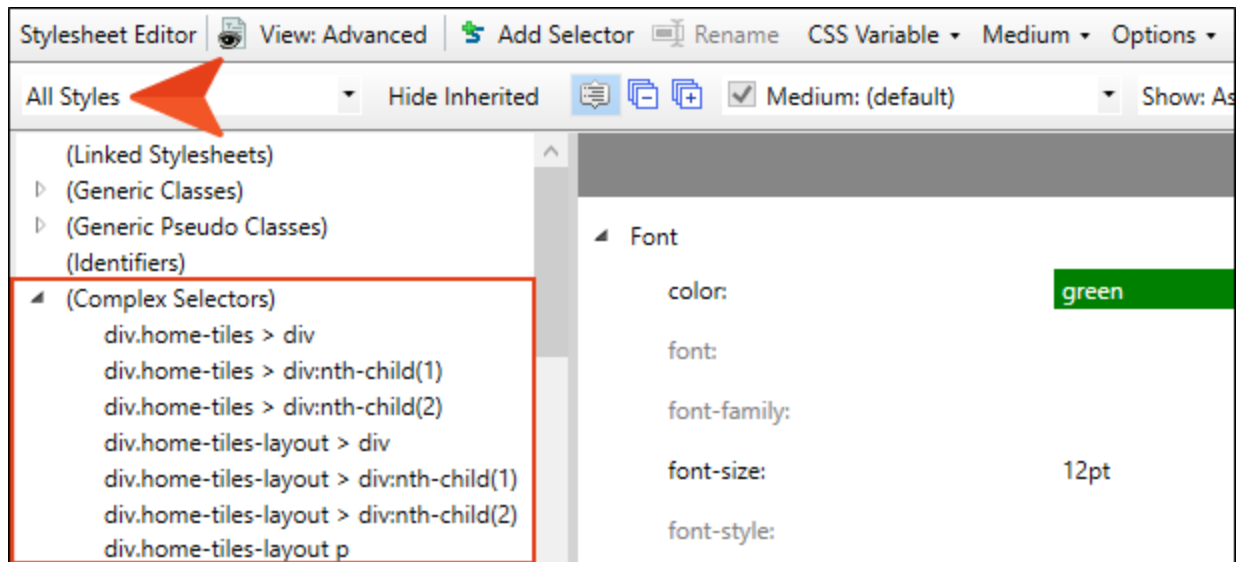 Stylesheet Editor View: Advanced Add Selector Rename CSS Variable Medium Options
All Styles Hide Inherited Medium: (default) Show: As
(Linked Stylesheets)
(Generic Classes)
(Generic Pseudo Classes)
(Identifiers)
(Complex Selectors)
div.home-tiles > div
div.home-tiles > div:nth-child(1)
div.home-tiles > div:nth-child(2)
div.home-tiles-layout > div
div.home-tiles-layout > div:nth-child(1)
div.home-tiles-layout > div:nth-child(2)
div.home-tiles-layout p
Font
color: green
font:
font-family:
font-size: 12pt
font-style: